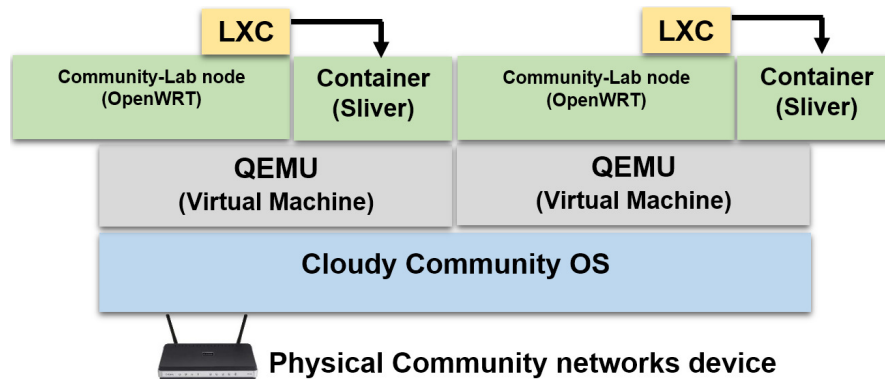 LXC
LXC
Community-Lab node
(OpenWRT)
Container
(Sliver)
Community-Lab node
(OpenWRT)
Container
(Sliver)
QEMU
(Virtual Machine)
QEMU
(Virtual Machine)
Cloudy Community OS
Physical Community networks device